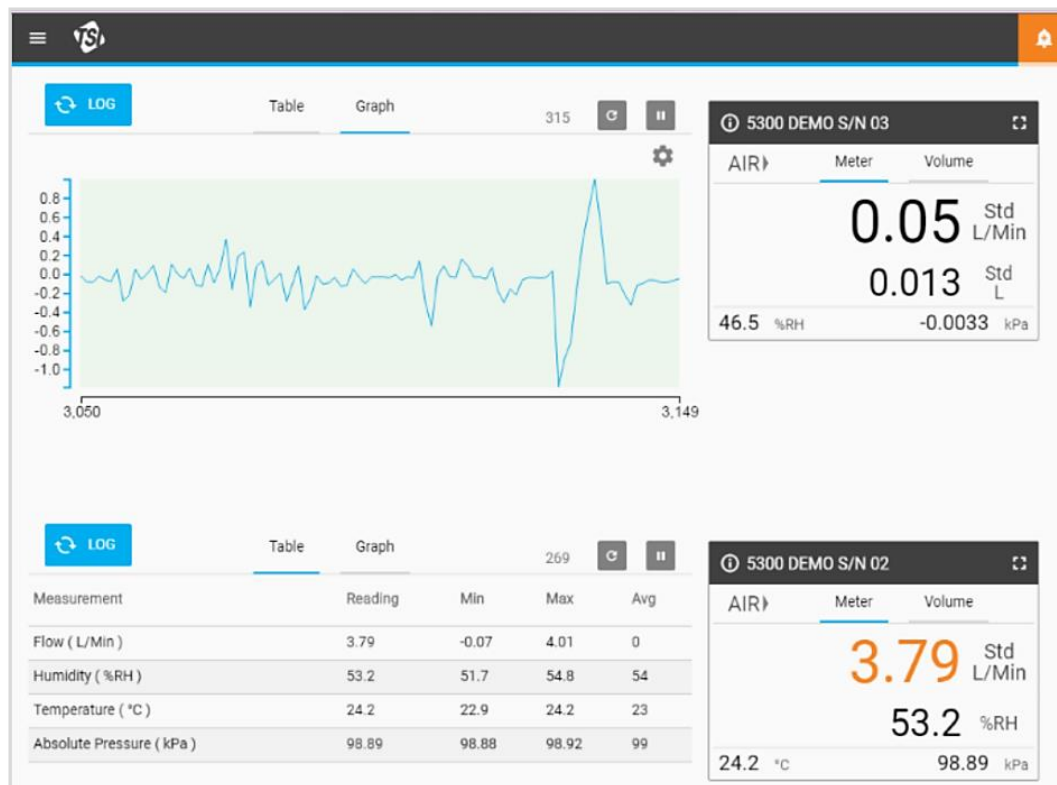 TSI
LOG
Table Graph 315
0.8
0.6
0.4
0.2
0.0
-0.2
-0.4
-0.6
-0.8
-1.0
3,050 3,149
5300 DEMO S/N 03
AIR Meter Volume
0.05 Std L/Min
0.013 Std L
46.5 %RH -0.0033 kPa
LOG
Table Graph 269
Measurement Reading Min Max Avg
Flow ( L/Min ) 3.79 -0.07 4.01 0
Humidity ( %RH ) 53.2 51.7 54.8 54
Temperature ( °C ) 24.2 22.9 24.2 23
Absolute Pressure ( kPa ) 98.89 98.88 98.92 99
5300 DEMO S/N 02
AIR Meter Volume
3.79 Std L/Min
53.2 %RH
24.2 °C 98.89 kPa